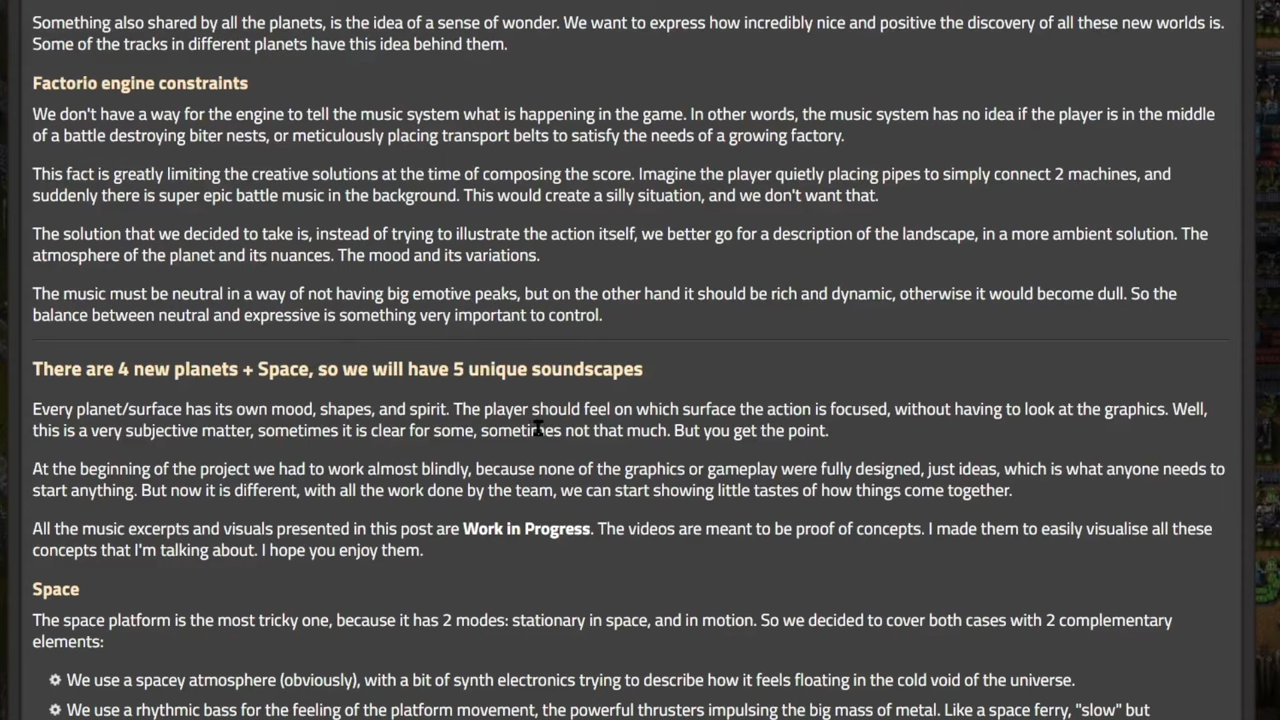 Something also shared by all the planets, is the idea of a sense of wonder. We want to express how incredibly nice and positive the discovery of all these new worlds is.
Some of the tracks in different planets have this idea behind them.
Factorio engine constraints
We don't have a way for the engine to tell the music system what is happening in the game. In other words, the music system has no idea if the player is in the middle
of a battle destroying biter nests, or meticulously placing transport belts to satisfy the needs of a growing factory.
This fact is greatly limiting the creative solutions at the time of composing the score. Imagine the player quietly placing pipes to simply connect 2 machines, and
suddenly there is super epic battle music in the background. This would create a silly situation, and we don't want that.
The solution that we decided to take is, instead of trying to illustrate the action itself, we better go for a description of the landscape, in a more ambient solution. The
atmosphere of the planet and its nuances. The mood and its variations.
The music must be neutral in a way of not having big emotive peaks, but on the other hand it should be rich and dynamic, otherwise it would become dull. So the
balance between neutral and expressive is something very important to control.
There are 4 new planets + Space, so we will have 5 unique soundscapes
Every planet/surface has its own mood, shapes, and spirit. The player should feel on which surface the action is focused, without having to look at the graphics. Well,
this is a very subjective matter, sometimes it is clear for some, sometimes not that much. But you get the point.
At the beginning of the project we had to work almost blindly, because none of the graphics or gameplay were fully designed, just ideas, which is what anyone needs to
start anything. But now it is different, with all the work done by the team, we can start showing little tastes of how things come together.
All the music excerpts and visuals presented in this post are Work in Progress. The videos are meant to be proof of concepts. I made them to easily visualise all these
concepts that I'm talking about. I hope you enjoy them.
Space
The space platform is the most tricky one, because it has 2 modes: stationary in space, and in motion. So we decided to cover both cases with 2 complementary
elements:
We use a spacey atmosphere (obviously), with a bit of synth electronics trying to describe how it feels floating in the cold void of the universe.
We use a rhythmic bass for the feeling of the platform movement, the powerful thrusters impulsing the big mass of metal. Like a space ferry, "slow" but